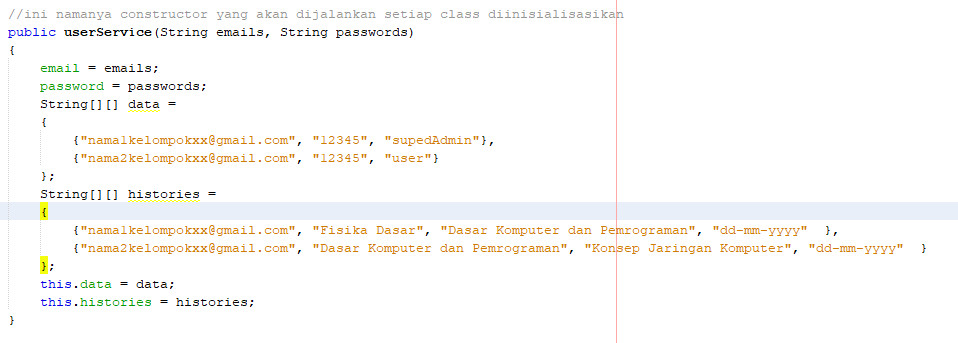 //ini namanya constructor yang akan dijalankan setiap class diinisialisasikan
public userService(String emails, String passwords)
{
email = emails;
password = passwords;
String[][] data =
{
{"nama1kelompokxx@gmail.com", "12345", "supedAdmin"},
{"nama2kelompokxx@gmail.com", "12345", "user"}
};
String[][] histories =
{
{"nama1kelompokxx@gmail.com", "Fisika Dasar", "Dasar Komputer dan Pemrograman", "dd-mm-yyyy"  },
{"nama2kelompokxx@gmail.com", "Dasar Komputer dan Pemrograman", "Konsep Jaringan Komputer", "dd-mm-yyyy"  }
};
this.data = data;
this.histories = histories;
}